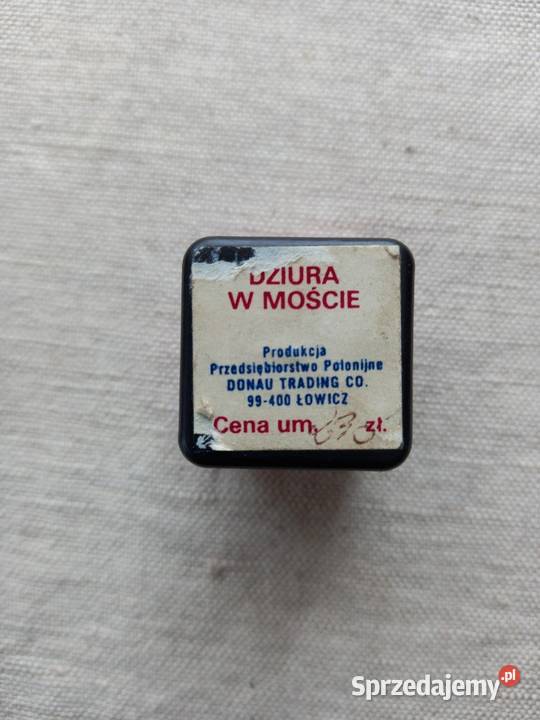 DZIURA
W MOŚCIE
Produkcja
Przedsiębiorstwo Polonijne
DONAU TRADING CO.
99-400 ŁOWICZ
Cena um. zł.
Sprzedajemy.pl